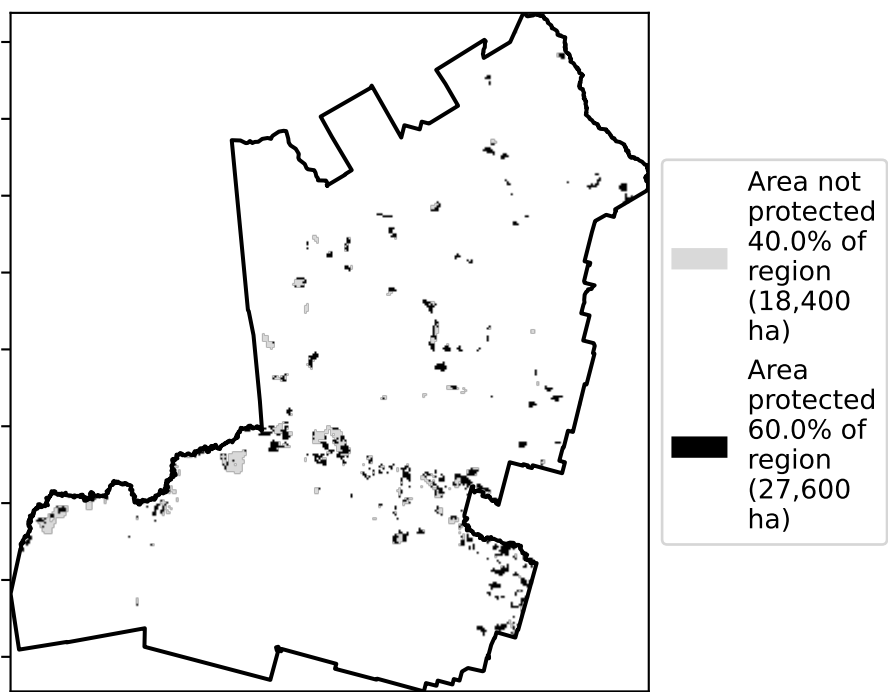 Area not
protected
40.0% of
region
(18,400
ha)
Area
protected
60.0% of
region
(27,600
ha)